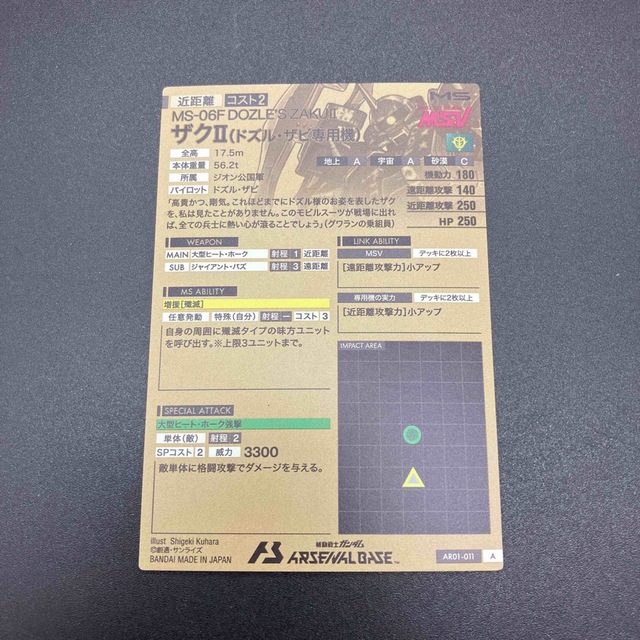 近距離 コスト2
MS
MS-06F DOZLE'S ZAKU II
MSV
ザクII(ドズル・ザビ専用機)
全高 17.5m
本体重量 56.2t
所属 ジオン公国軍
パイロット ドズル・ザビ
地上 A 宇宙 A 砂漠 C
機動力 180
遠距離攻撃 140
近距離攻撃 250
HP 250
「高貴かつ、剛気。これほどまでにドズル様のお姿を表したザク
を、私は見たことがありません。このモビルスーツが戦場に出れ
ば、全ての兵士に熱い心が滾ることでしょう」(グワランの乗組員)
WEAPON
MAIN 大型ヒート・ホーク 射程 1 近距離
SUB ジャイアント・バズ 射程 3 遠距離
LINK ABILITY
MSV デッキに2枚以上
[遠距離攻撃力]小アップ
専用機の実力 デッキに2枚以上
[近距離攻撃力]小アップ
MS ABILITY
増援[殲滅]
任意発動 特殊(自分) 射程 ー コスト 3
自身の周囲に殲滅タイプの味方ユニット
を呼び出す。※上限3ユニットまで。
IMPACT AREA
SPECIAL ATTACK
大型ヒート・ホーク強撃
単体(敵) 射程 2
SPコスト 2 威力 3300
敵単体に格闘攻撃でダメージを与える。
illust Shigeki Kuhara
©創通・サンライズ
BANDAI MADE IN JAPAN
機動戦士ガンダム
AB ARSENAL BASE™
AR01-011 A